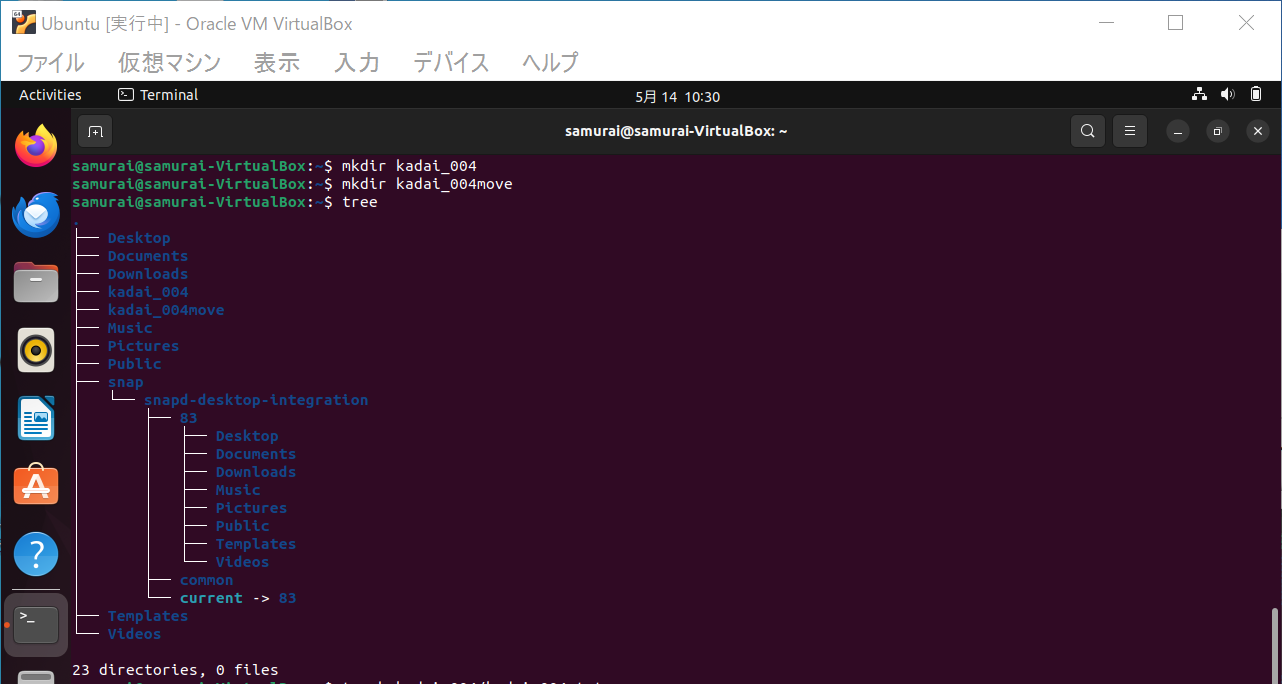 Ubuntu [実行中] - Oracle VM VirtualBox
ファイル 仮想マシン 表示 入力 デバイス ヘルプ
Activities Terminal 5月 14 10:30
samurai@samurai-VirtualBox: ~
samurai@samurai-VirtualBox:~$ mkdir kadai_004
samurai@samurai-VirtualBox:~$ mkdir kadai_004move
samurai@samurai-VirtualBox:~$ tree
.
├── Desktop
├── Documents
├── Downloads
├── kadai_004
├── kadai_004move
├── Music
├── Pictures
├── Public
├── snap
│   └── snapd-desktop-integration
│       ├── 83
│       │   ├── Desktop
│       │   ├── Documents
│       │   ├── Downloads
│       │   ├── Music
│       │   ├── Pictures
│       │   ├── Public
│       │   ├── Templates
│       │   └── Videos
│       ├── common
│       └── current -> 83
├── Templates
└── Videos
23 directories, 0 files